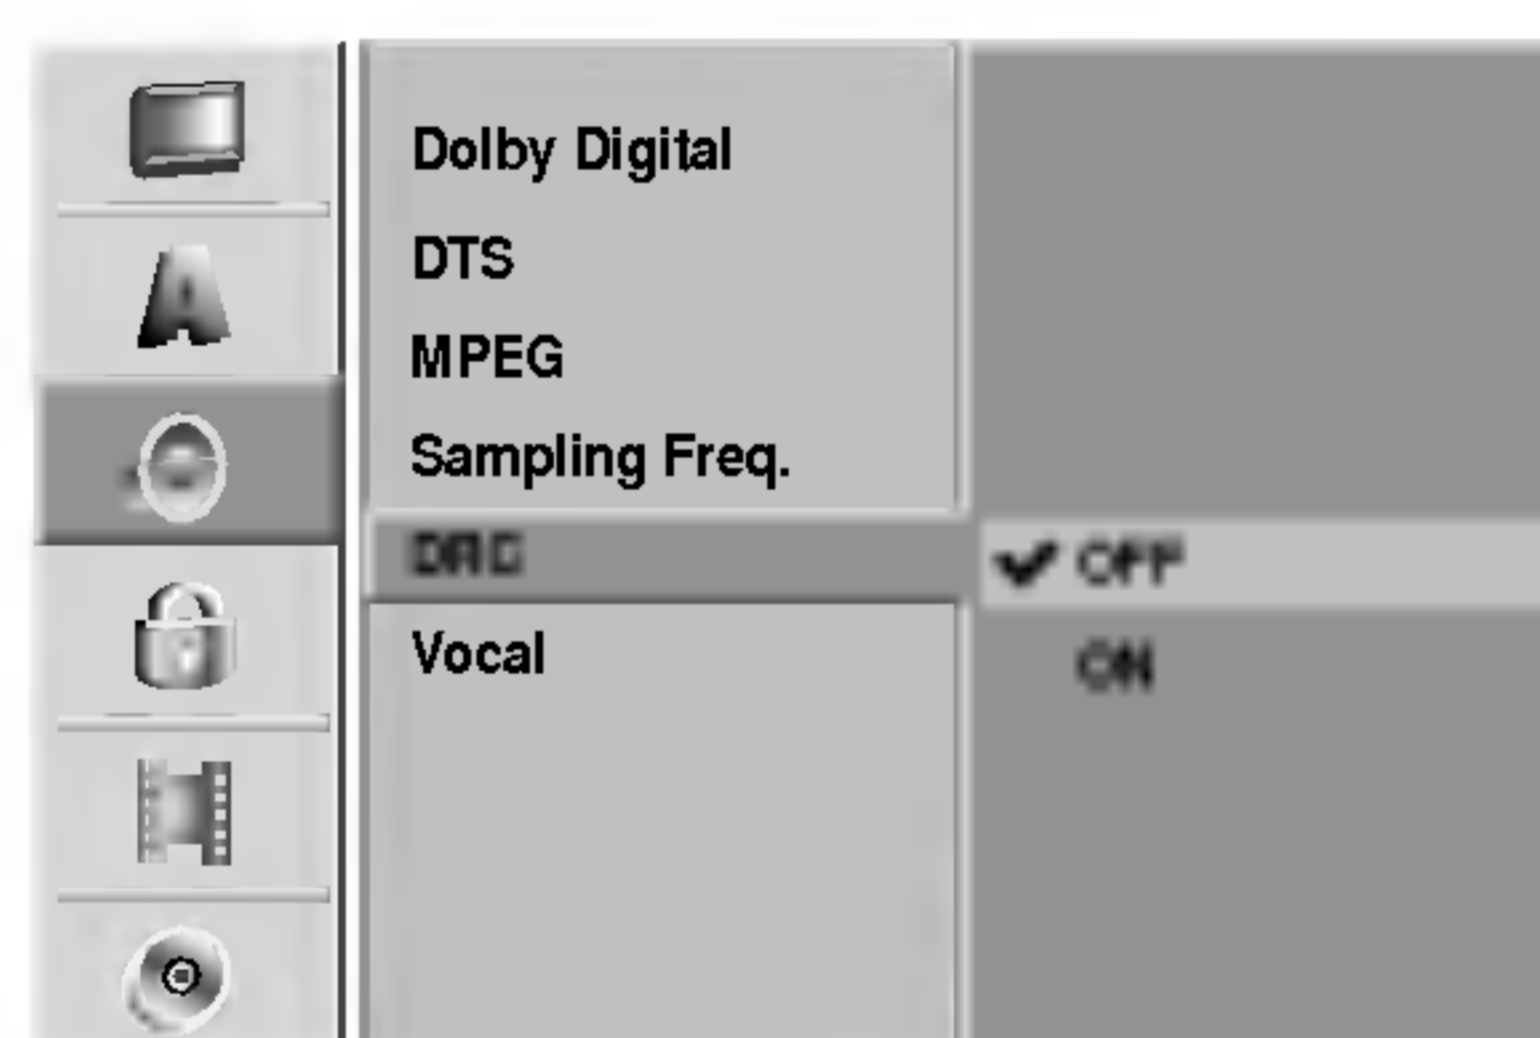 Dolby Digital
DTS
MPEG
Sampling Freq.
DRC
OFF
ON
Vocal